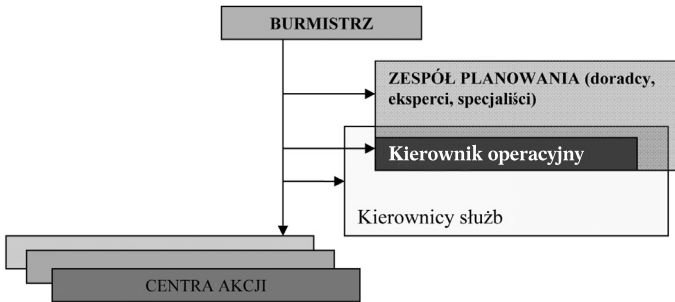 BURMISTRZ
ZESPÓŁ PLANOWANIA (doradcy,
eksperci, specjaliści)
Kierownik operacyjny
Kierownicy służb
CENTRA AKCJI